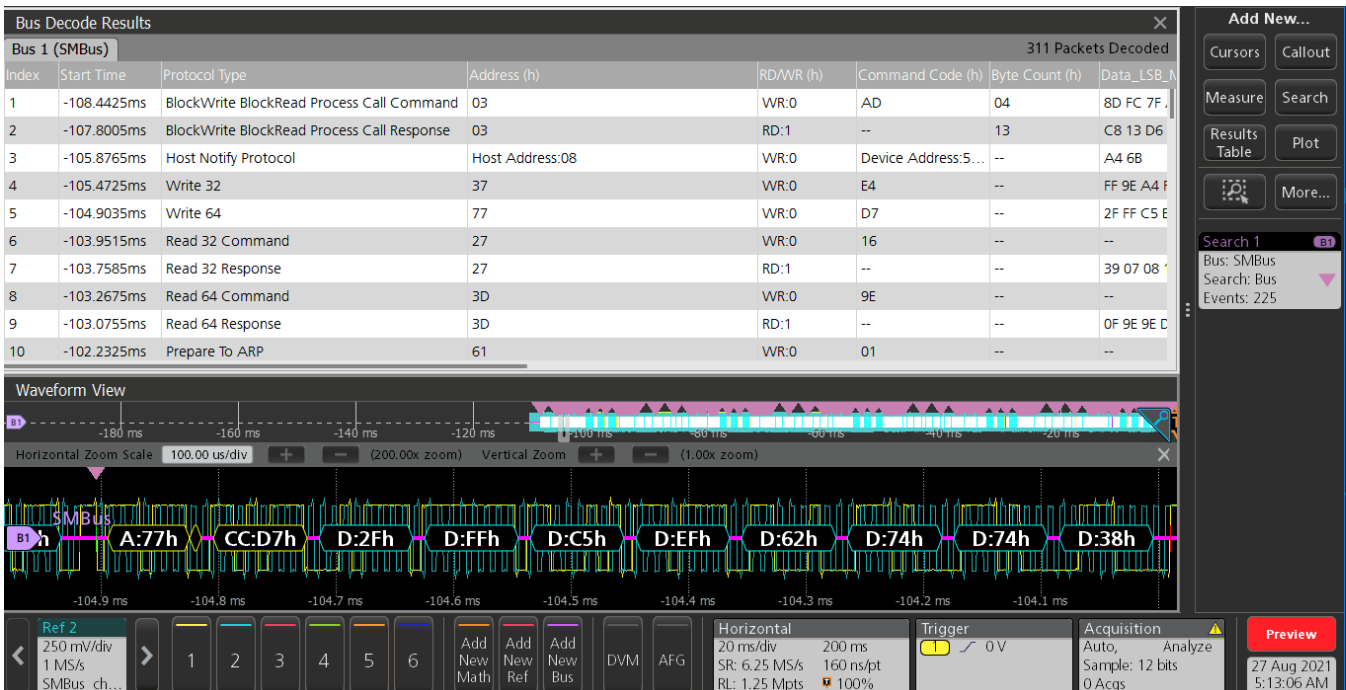 Bus Decode Results
Bus 1 (SMBus) 311 Packets Decoded
Index Start Time Protocol Type Address (h) RD/WR (h) Command Code (h) Byte Count (h) Data_LSB_M
1 -108.4425ms BlockWrite BlockRead Process Call Command 03 WR:0 AD 04 8D FC 7F
2 -107.8005ms BlockWrite BlockRead Process Call Response 03 RD:1 -- 13 C8 13 D6
3 -105.8765ms Host Notify Protocol Host Address:08 WR:0 Device Address:5... -- A4 6B
4 -105.4725ms Write 32 37 WR:0 E4 -- FF 9E A4 F
5 -104.9035ms Write 64 77 WR:0 D7 -- 2F FF C5 E
6 -103.9515ms Read 32 Command 27 WR:0 16 -- --
7 -103.7585ms Read 32 Response 27 RD:1 -- -- 39 07 08
8 -103.2675ms Read 64 Command 3D WR:0 9E -- --
9 -103.0755ms Read 64 Response 3D RD:1 -- -- 0F 9E 9E D
10 -102.2325ms Prepare To ARP 61 WR:0 01 -- --
Waveform View
B1
-180 ms -160 ms -140 ms -120 ms -100 ms -80 ms -60 ms -40 ms -20 ms
Horizontal Zoom Scale 100.00 us/div + — (200.00x zoom) Vertical Zoom + — (1.00x zoom)
SMBus
B1 h A:77h CC:D7h D:2Fh D:FFh D:C5h D:EFh D:62h D:74h D:74h D:38h
-104.9 ms -104.8 ms -104.7 ms -104.6 ms -104.5 ms -104.4 ms -104.3 ms -104.2 ms -104.1 ms
Add New...
Cursors Callout
Measure Search
Results Table Plot
More...
Search 1 B1
Bus: SMBus
Search: Bus
Events: 225
Ref 2
250 mV/div
1 MS/s
SMBus_ch...
1 2 3 4 5 6
Add New Math
Add New Ref
Add New Bus
DVM
AFG
Horizontal
20 ms/div 200 ms
SR: 6.25 MS/s 160 ns/pt
RL: 1.25 Mpts 100%
Trigger
1 0 V
Acquisition
Auto, Analyze
Sample: 12 bits
0 Acqs
Preview
27 Aug 2021
5:13:06 AM